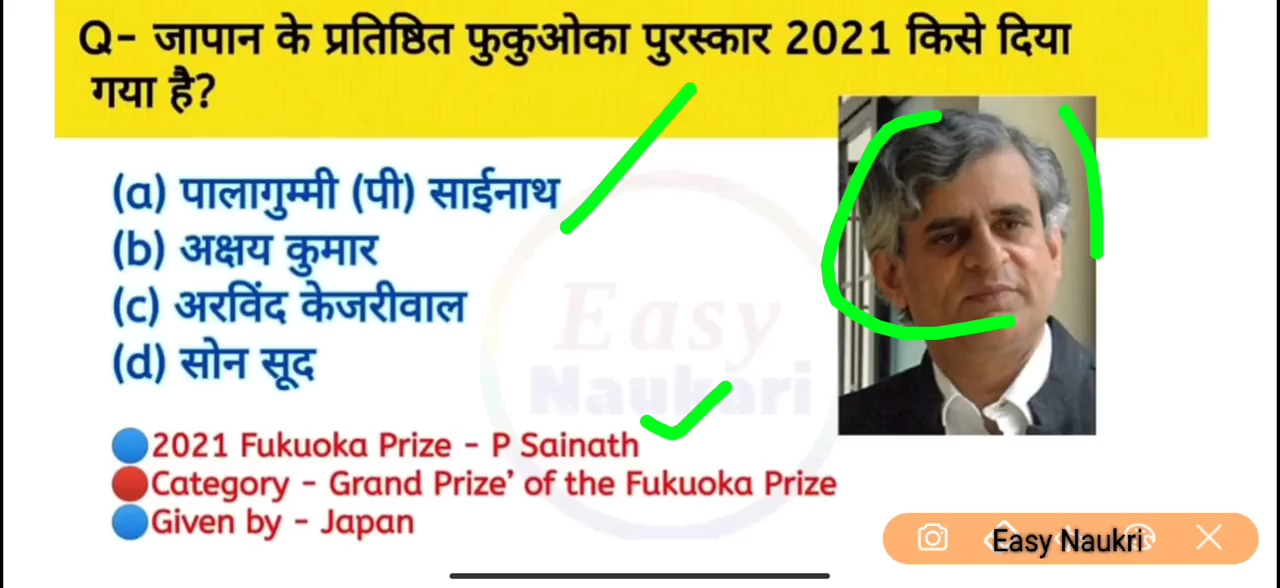 Q- जापान के प्रतिष्ठित फुकुओका पुरस्कार 2021 किसे दिया
गया है?
(a) पालागुम्मी (पी) साईनाथ
(b) अक्षय कुमार
(c) अरविंद केजरीवाल
(d) सोन सूद
Easy
Naukari
2021 Fukuoka Prize - P Sainath
Category - Grand Prize' of the Fukuoka Prize
Given by - Japan
Easy Naukri